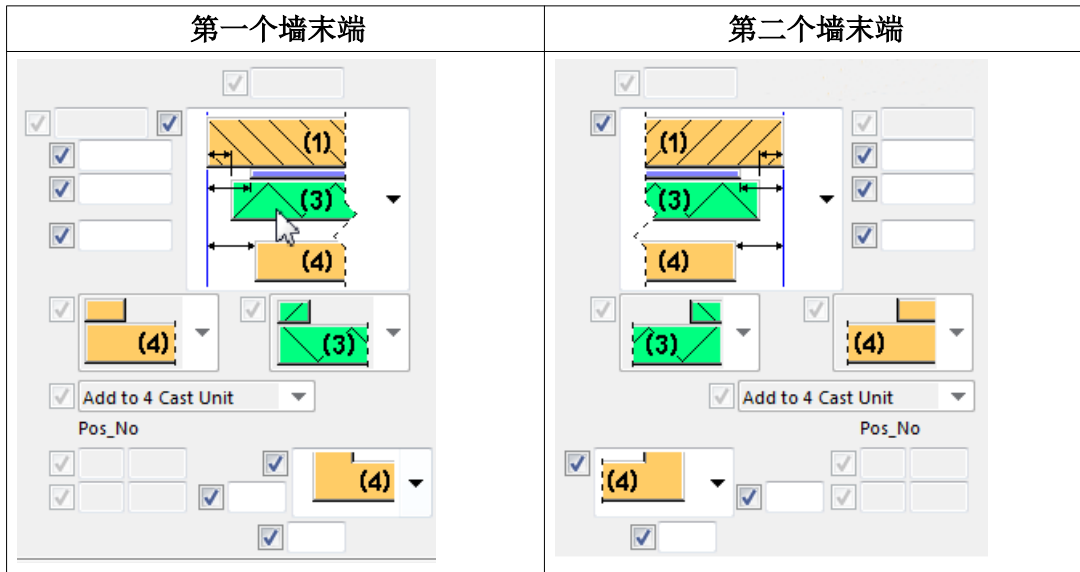 第一个墙末端 第二个墙末端
(1) (1)
(3) (3)
(4) (4)
(4) (3) (3) (4)
Add to 4 Cast Unit Add to 4 Cast Unit
Pos_No Pos_No
(4) (4)